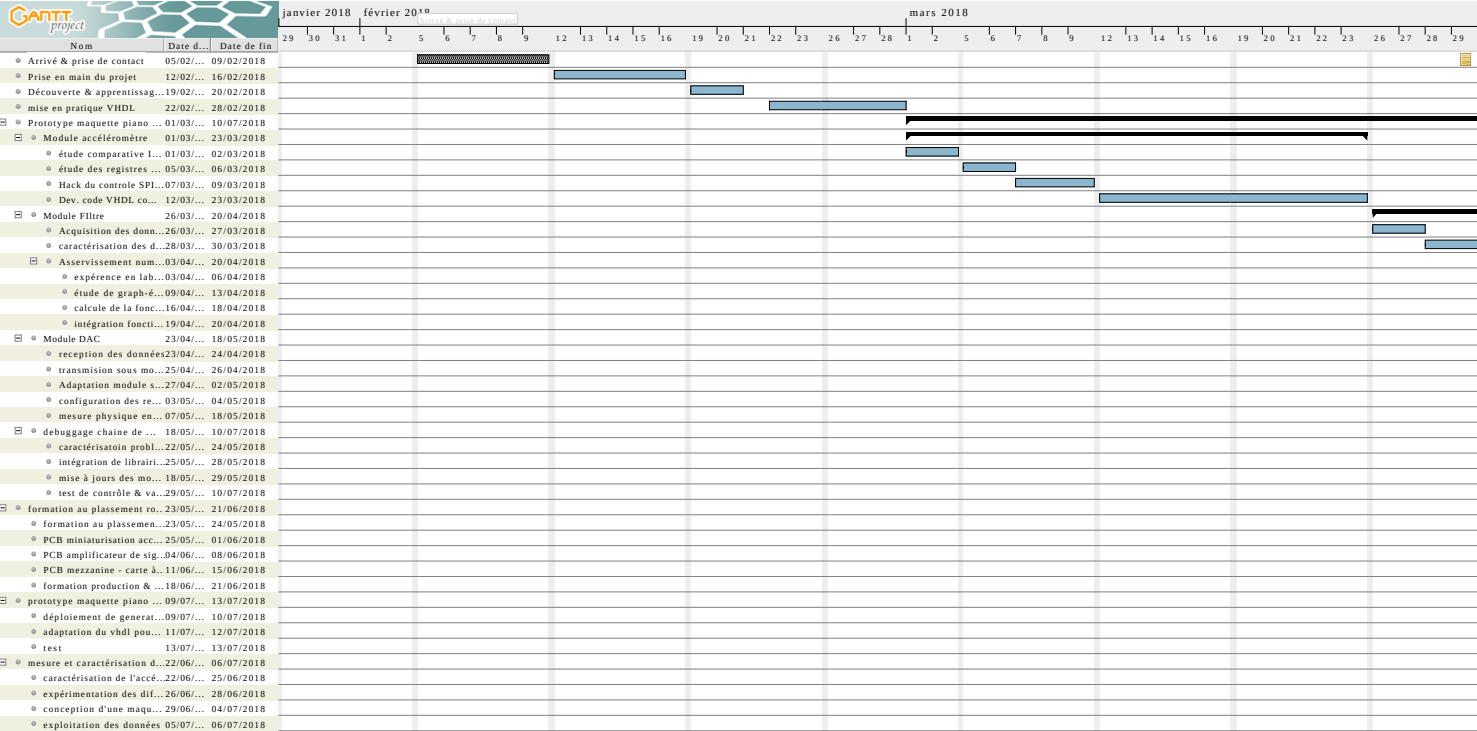 GANTT project
janvier 2018 février 2018 mars 2018
Arrivé & prise de contact
29 30 31 1 2 5 6 7 8 9 12 13 14 15 16 19 20 21 22 23 26 27 28 1 2 5 6 7 8 9 12 13 14 15 16 19 20 21 22 23 26 27 28 29
Nom Date d... Date de fin
Arrivé & prise de contact 05/02/... 09/02/2018
Prise en main du projet 12/02/... 16/02/2018
Découverte & apprentissag... 19/02/... 20/02/2018
mise en pratique VHDL 22/02/... 28/02/2018
Prototype maquette piano ... 01/03/... 10/07/2018
Module accéléromètre 01/03/... 23/03/2018
étude comparative I... 01/03/... 02/03/2018
étude des registres ... 05/03/... 06/03/2018
Hack du controle SPI... 07/03/... 09/03/2018
Dev. code VHDL co... 12/03/... 23/03/2018
Module FIltre 26/03/... 20/04/2018
Acquisition des donn... 26/03/... 27/03/2018
caractérisation des d... 28/03/... 30/03/2018
Asservissement num... 03/04/... 20/04/2018
expérence en lab... 03/04/... 06/04/2018
étude de graph-é... 09/04/... 13/04/2018
calcule de la fonc... 16/04/... 18/04/2018
intégration foncti... 19/04/... 20/04/2018
Module DAC 23/04/... 18/05/2018
reception des données 23/04/... 24/04/2018
transmision sous mo... 25/04/... 26/04/2018
Adaptation module s... 27/04/... 02/05/2018
configuration des re... 03/05/... 04/05/2018
mesure physique en... 07/05/... 18/05/2018
debuggage chaine de ... 18/05/... 10/07/2018
caractérisatoin probl... 22/05/... 24/05/2018
intégration de librairi... 25/05/... 28/05/2018
mise à jours des mo... 18/05/... 29/05/2018
test de contrôle & va... 29/05/... 10/07/2018
formation au plassement ro... 23/05/... 21/06/2018
formation au plassemen... 23/05/... 24/05/2018
PCB miniaturisation acc... 25/05/... 01/06/2018
PCB amplificateur de sig... 04/06/... 08/06/2018
PCB mezzanine - carte à... 11/06/... 15/06/2018
formation production & ... 18/06/... 21/06/2018
prototype maquette piano ... 09/07/... 13/07/2018
déploiement de generat... 09/07/... 10/07/2018
adaptation du vhdl pou... 11/07/... 12/07/2018
test 13/07/... 13/07/2018
mesure et caractérisation d... 22/06/... 06/07/2018
caractérisation de l'accé... 22/06/... 25/06/2018
expérimentation des dif... 26/06/... 28/06/2018
conception d'une maqu... 29/06/... 04/07/2018
exploitation des données 05/07/... 06/07/2018